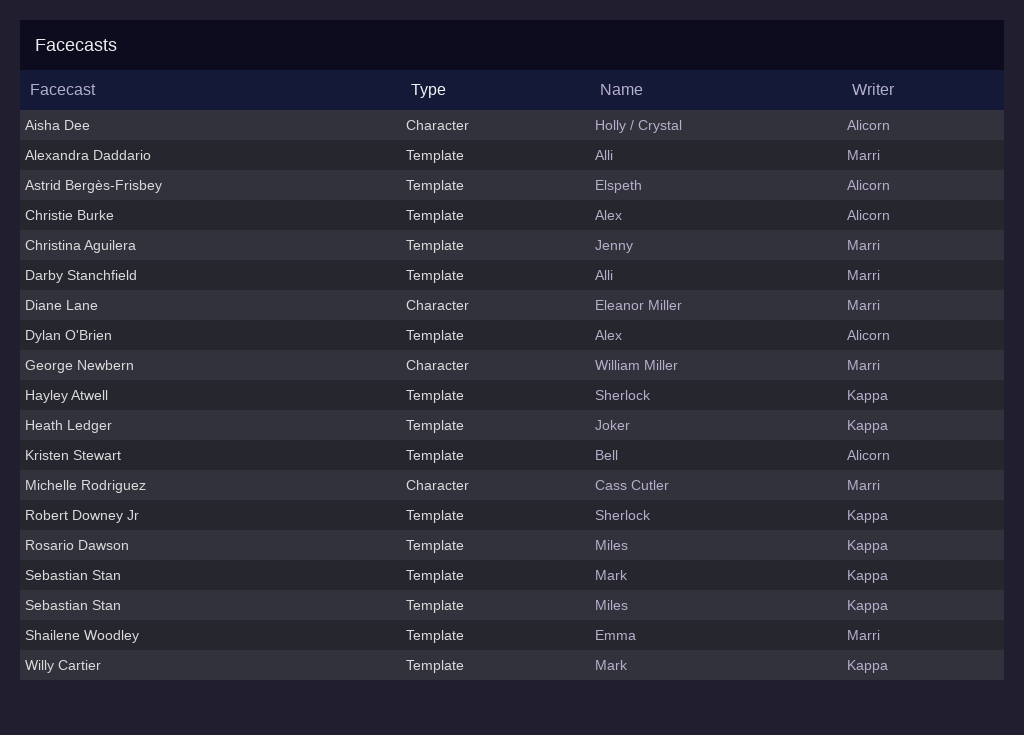 Facecasts
Facecast Type Name Writer
Aisha Dee Character Holly / Crystal Alicorn
Alexandra Daddario Template Alli Marri
Astrid Bergès-Frisbey Template Elspeth Alicorn
Christie Burke Template Alex Alicorn
Christina Aguilera Template Jenny Marri
Darby Stanchfield Template Alli Marri
Diane Lane Character Eleanor Miller Marri
Dylan O'Brien Template Alex Alicorn
George Newbern Character William Miller Marri
Hayley Atwell Template Sherlock Kappa
Heath Ledger Template Joker Kappa
Kristen Stewart Template Bell Alicorn
Michelle Rodriguez Character Cass Cutler Marri
Robert Downey Jr Template Sherlock Kappa
Rosario Dawson Template Miles Kappa
Sebastian Stan Template Mark Kappa
Sebastian Stan Template Miles Kappa
Shailene Woodley Template Emma Marri
Willy Cartier Template Mark Kappa